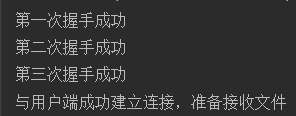 第一次握手成功
第二次握手成功
第三次握手成功
与用户端成功建立连接，准备接收文件